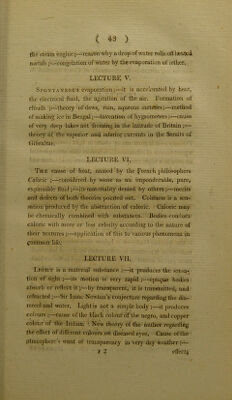 ( 43 )
the steam engine;—reason why a drop of water rolls off heated
metals;—congelation of water by the evaporation of æther.
LECTURE V.
Spontaneous evaporation;—it is accelerated by heat,
the electrical fluid, the agitation of the air. Formation of
clouds;—theory of dews, rain, aqueous meteors;—method
of making ice in Bengal;—invention of hygrometers;—cause
of very deep lakes not freezing in the latitude of Britain;—
theory of the superior and inferior currents in the Straits of
Gibraltar.
LECTURE VI.
The cause of heat, named by the French philosophers
Caloric;—considered by some as an imponderable, pure,
expansible fluid;—its materiality denied by others;—merits
and defects of both theories pointed out. Coldness is a sen-
sation produced by the abstraction of caloric. Caloric may
be chemically combined with substances. Bodies conduct
caloric with more or less celerity according to the nature of
their textures;—application of this to various phenomena in
common life.
LECTURE VII.
Light is a material substance;—it produces the sensa-
tion of sight;—its motion is very rapid;—opaque bodies
absorb or reflect it;—by transparent, it is transmitted, and
refracted;—Sir Isaac Newton's conjecture regarding the dia-
mond and water. Light is not a simple body;—it produces
colours;—cause of the black colour of the negro, and copper
colour of the Indian; New theory of the author regarding
the effect of different colours on diseased eyes. Cause of the
atmosphere's want of transparency in very dry weather:—
F 2 effects